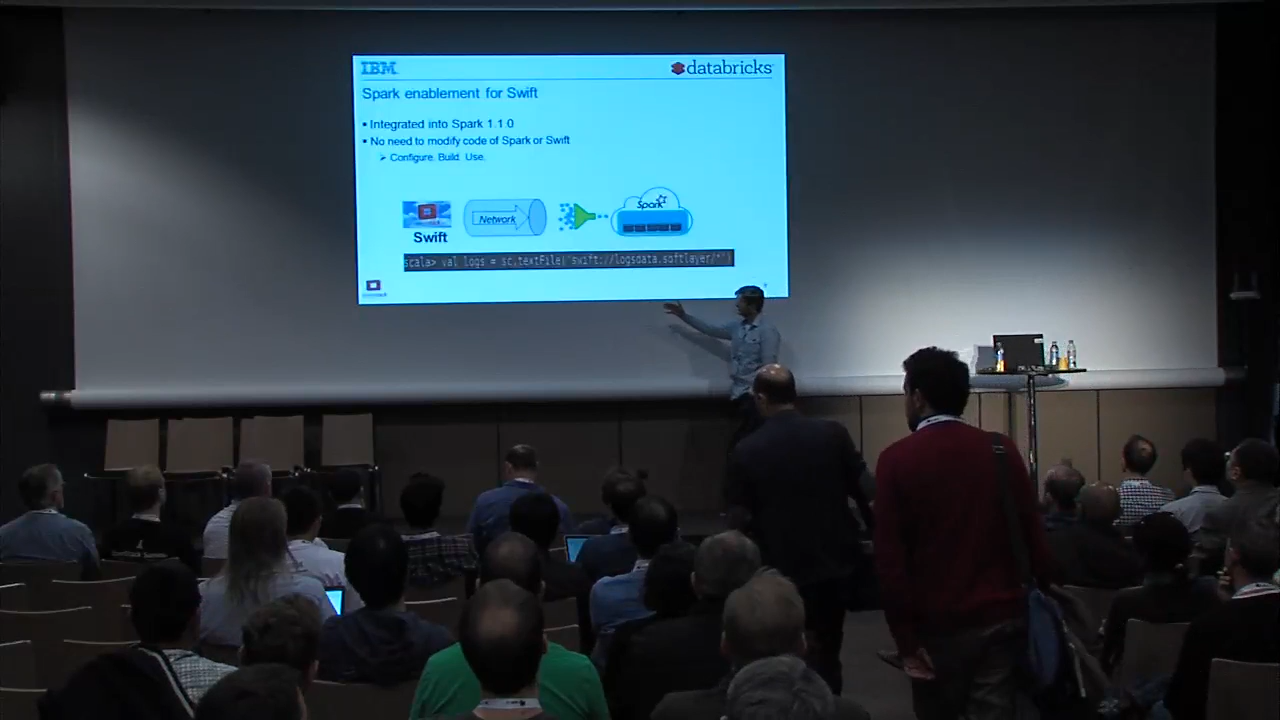 IBM
databricks
Spark enablement for Swift
▪ Integrated into Spark 1.1.0
▪ No need to modify code of Spark or Swift
➢ Configure. Build. Use.
Network
Spark
Swift
scala> val logs = sc.textFile("swift://logsdata.softlayer/*")